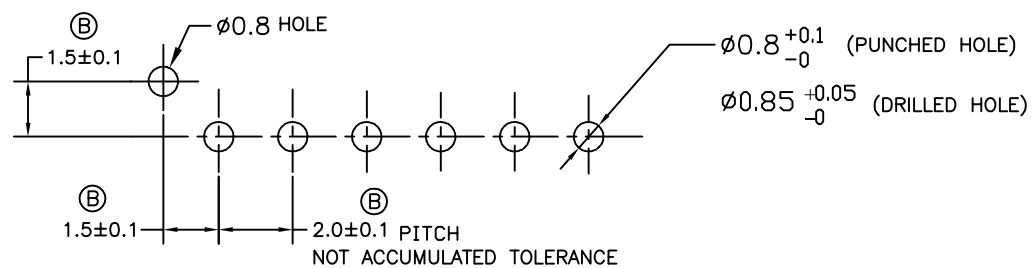 B
1.5±0.1
ø0.8 HOLE
ø0.8 +0.1 -0 (PUNCHED HOLE)
ø0.85 +0.05 -0 (DRILLED HOLE)
B
1.5±0.1
B
2.0±0.1 PITCH
NOT ACCUMULATED TOLERANCE